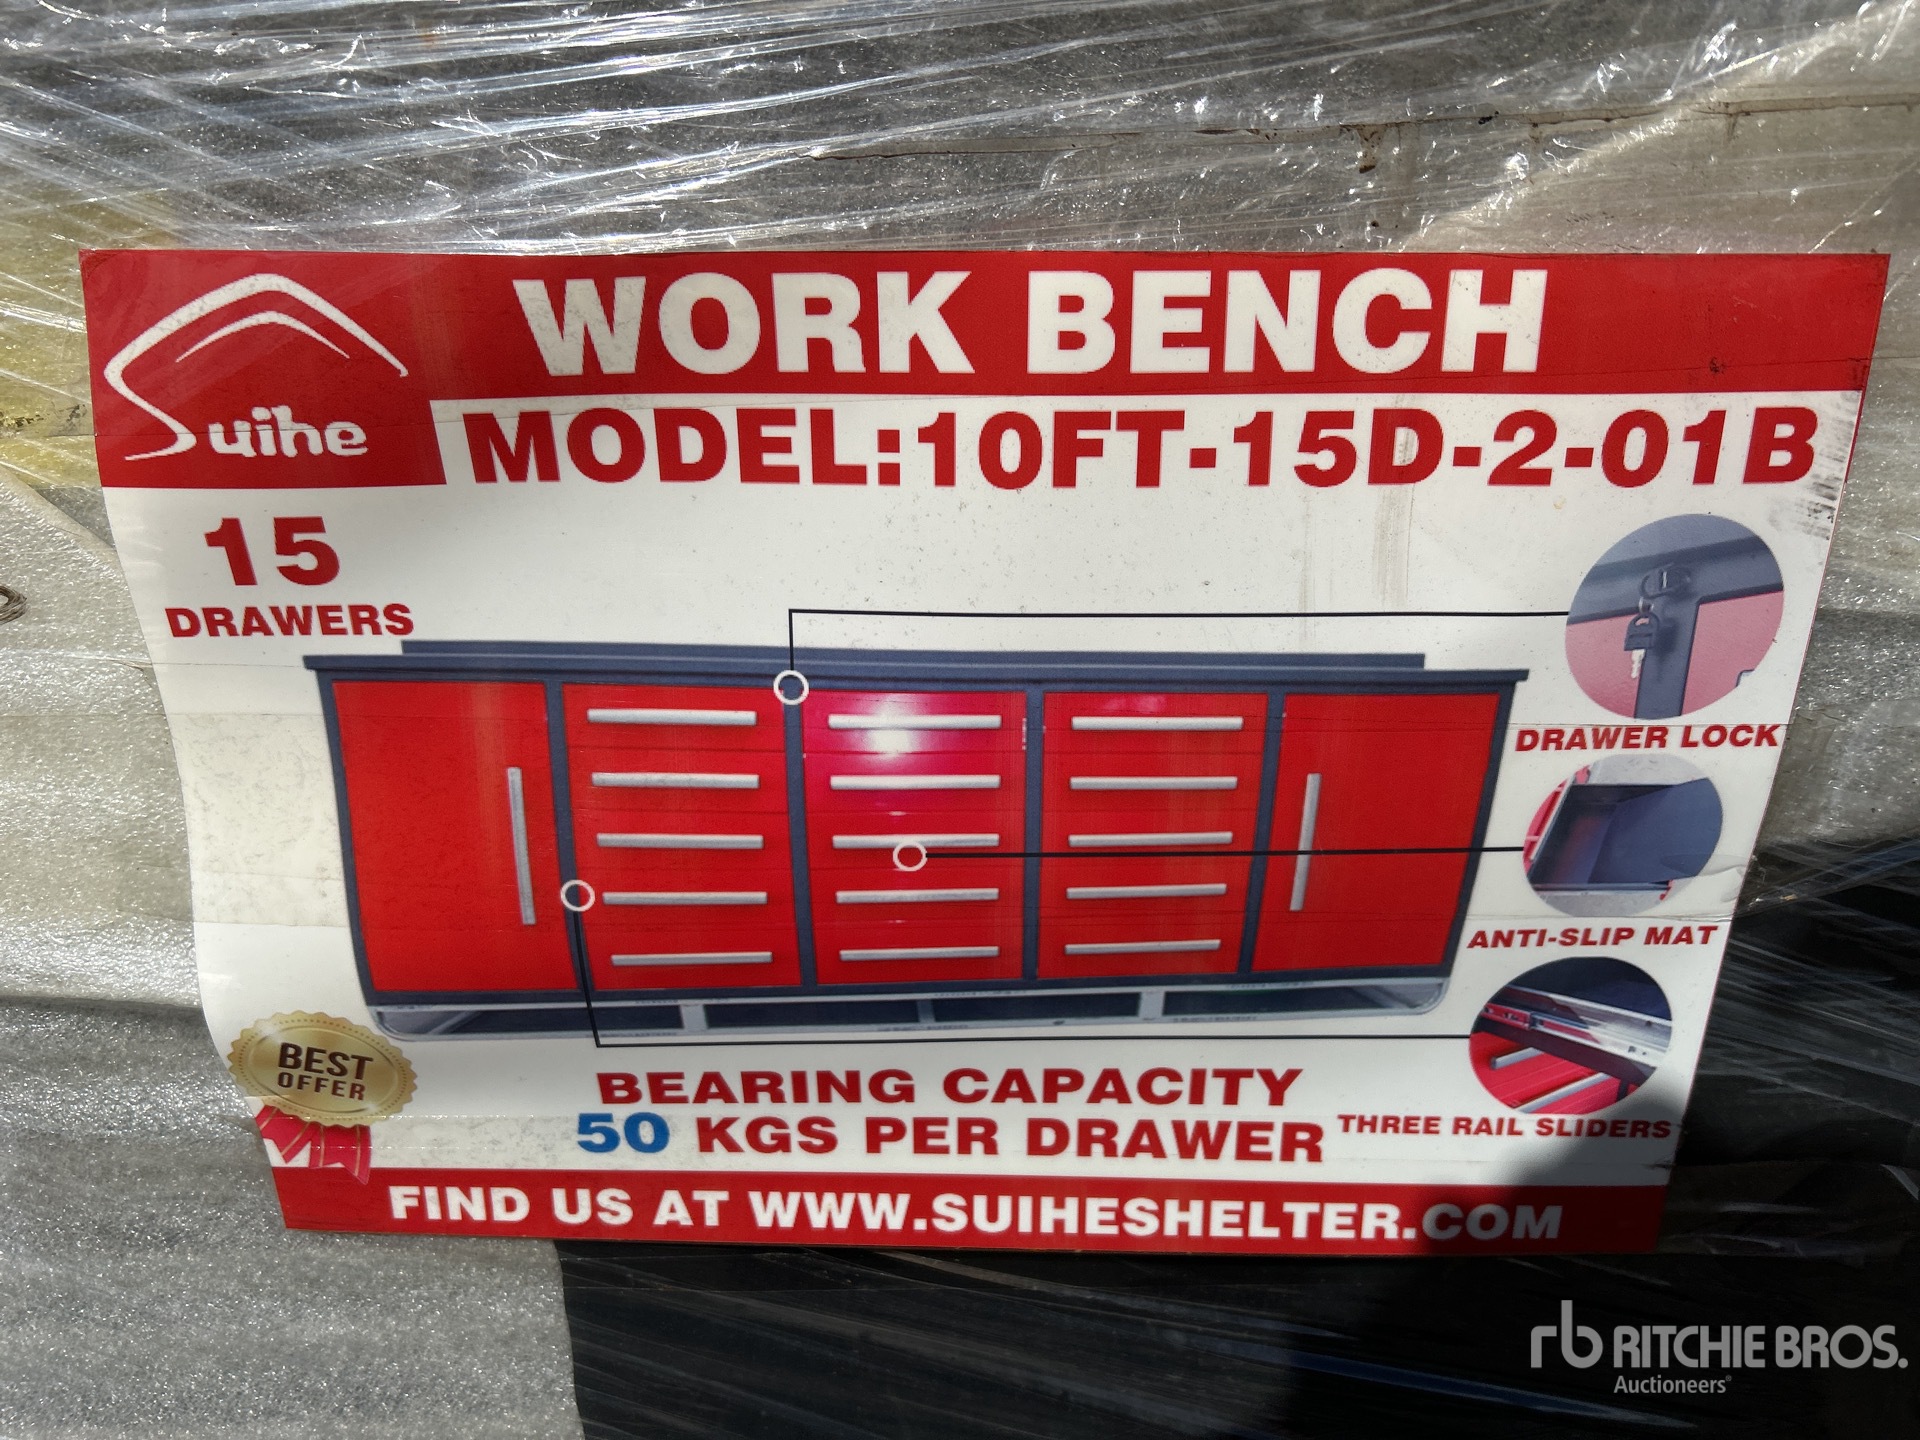 Suihe
WORK BENCH
MODEL:10FT-15D-2-01B
15
DRAWERS
DRAWER LOCK
ANTI-SLIP MAT
THREE RAIL SLIDERS
BEST
OFFER
BEARING CAPACITY
50 KGS PER DRAWER
FIND US AT WWW.SUIHESHELTER.COM
rb RITCHIE BROS.
Auctioneers®